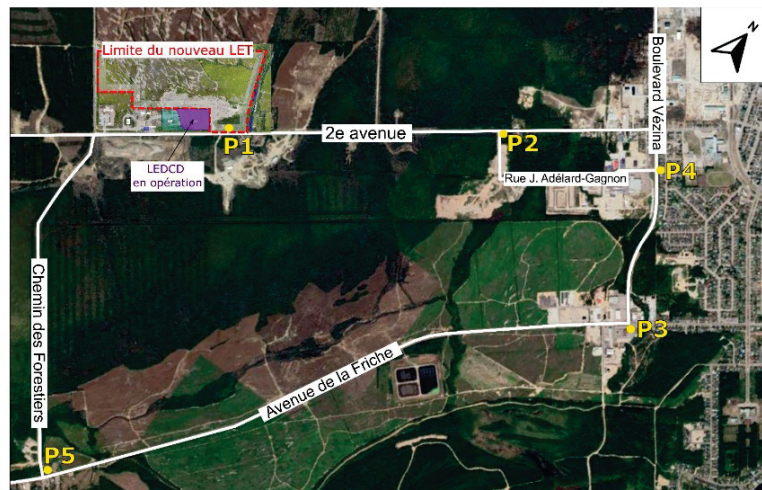 N
Limite du nouveau LET
Boulevard Vézina
2e avenue
P1
P2
LEDCD
en opération
Rue J. Adélard-Gagnon
P4
Chemin des Forestiers
P3
Avenue de la Friche
P5